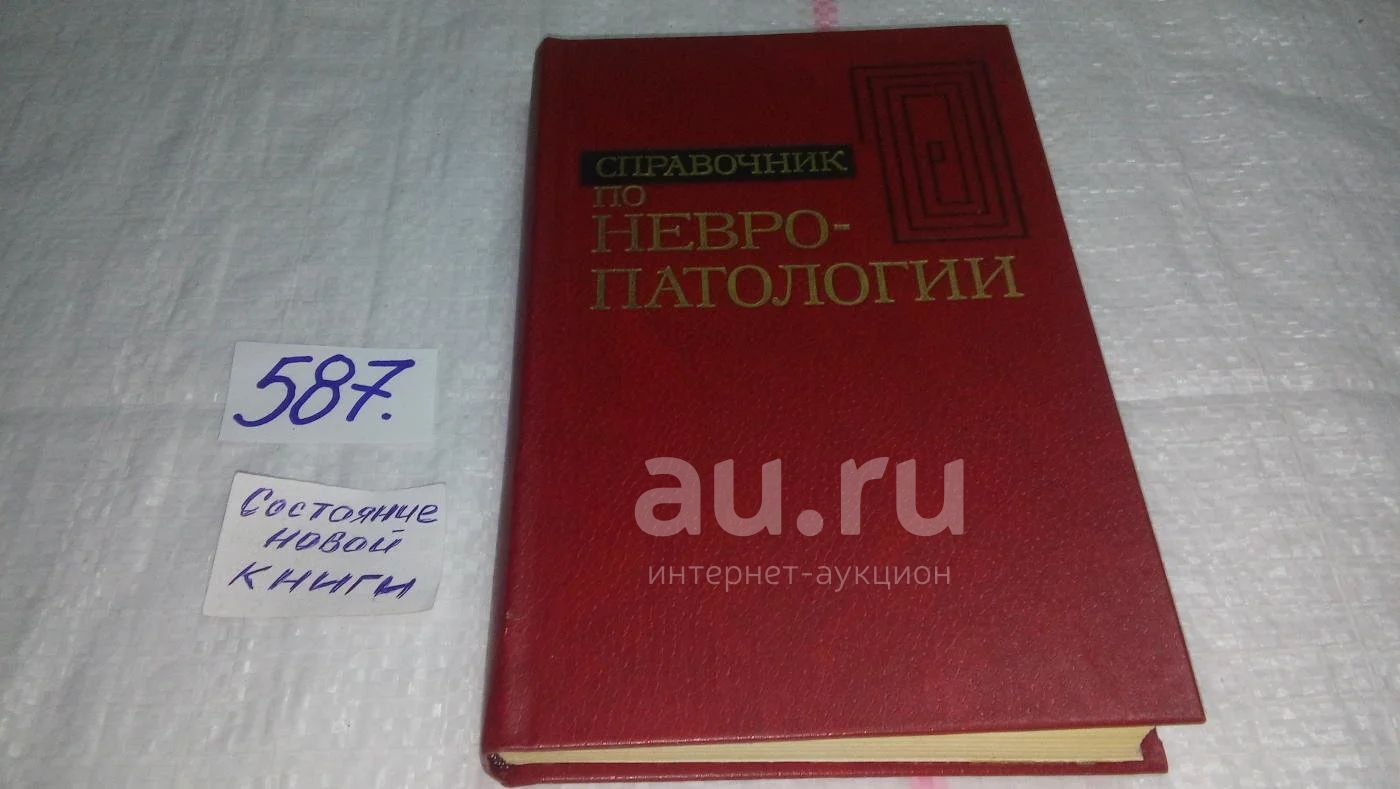 СПРАВОЧНИК
ПО
НЕВРО-
ПАТОЛОГИИ
587.
Состояние
новой
книги
au.ru
интернет-аукцион